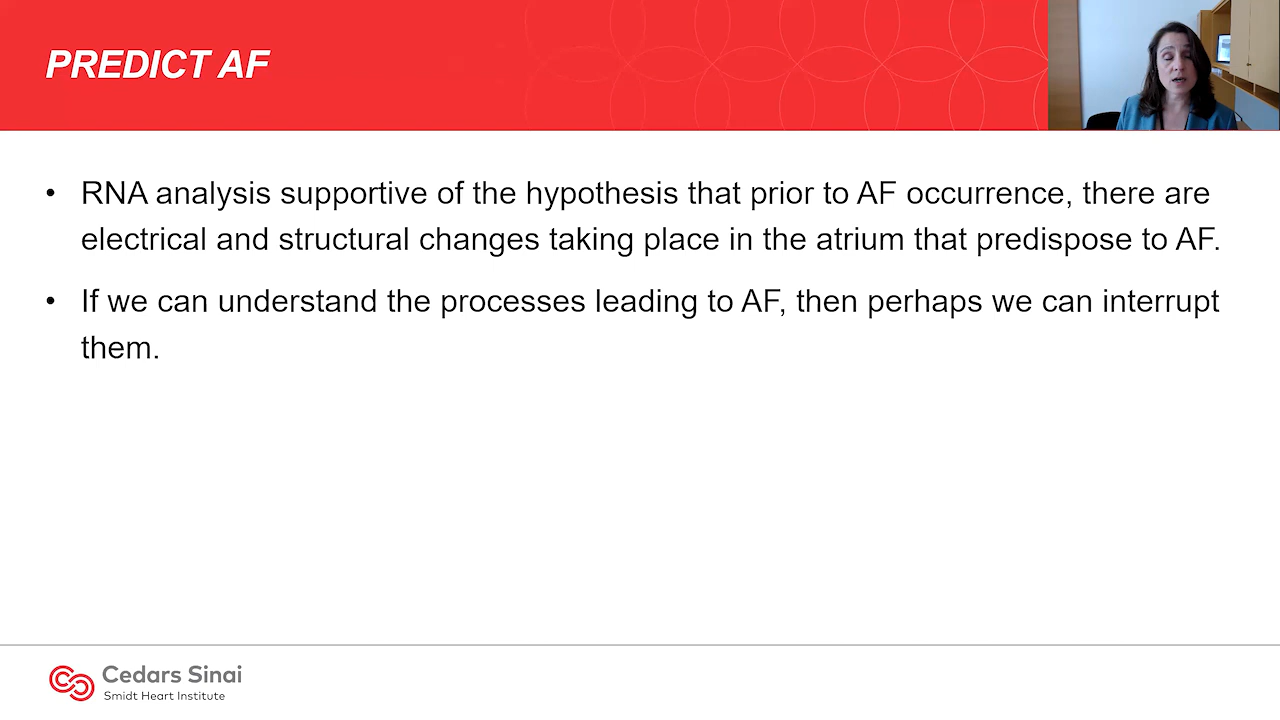 PREDICT AF
• RNA analysis supportive of the hypothesis that prior to AF occurrence, there are
electrical and structural changes taking place in the atrium that predispose to AF.
• If we can understand the processes leading to AF, then perhaps we can interrupt
them.
Cedars Sinai
Smidt Heart Institute